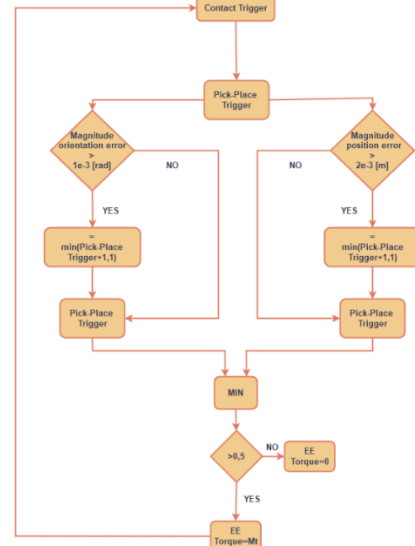 Contact Trigger
Pick-Place
Trigger
Magnitude
orientation error
>
1e-3 [rad]
NO
YES
=
min(Pick-Place
Trigger+1,1)
Pick-Place
Trigger
Magnitude
position error
>
2e-3 [m]
NO
YES
=
min(Pick-Place
Trigger+1,1)
Pick-Place
Trigger
MIN
>0,5
NO
EE
Torque=0
YES
EE
Torque=Mt